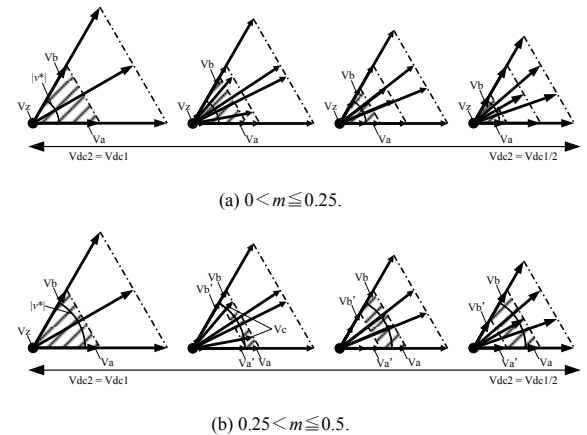 Vb Vb Vb Vb
|v*|
Vz Vz Vz Vz
Va Va Va Va
Vdc2 = Vdc1 Vdc2 = Vdc1/2
(a) 0<m≦0.25.
Vb Vb Vb Vb
|v*| Vb' Vb' Vb'
Vz Vc
Va Va' Va Va' Va Va' Va
Vdc2 = Vdc1 Vdc2 = Vdc1/2
(b) 0.25<m≦0.5.